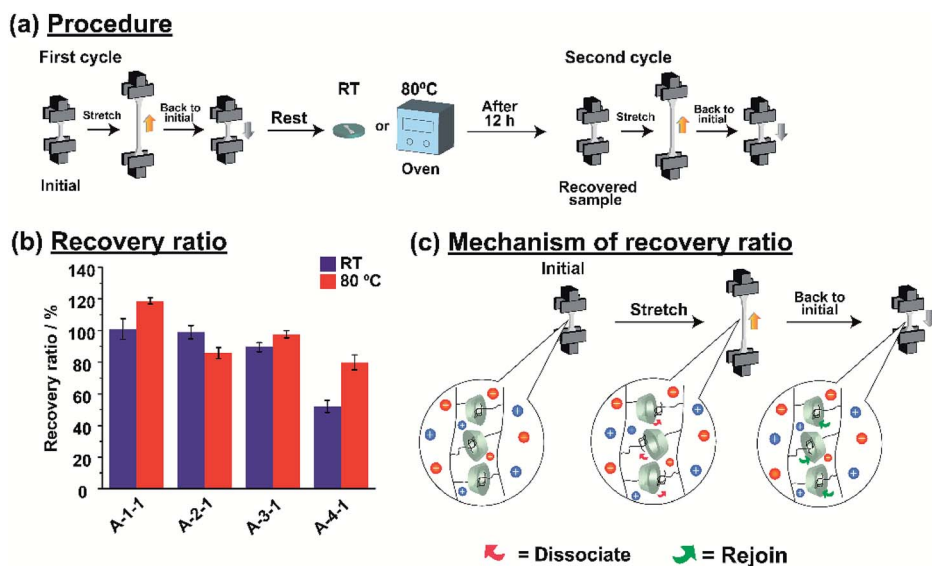 (a) Procedure
First cycle
Second cycle
Stretch
Back to
initial
Initial
Rest
RT
or
80ºC
Oven
After
12 h
Stretch
Back to
initial
Recovered
sample
(b) Recovery ratio
RT
80 ºC
Recovery ratio / %
140
120
100
80
60
40
20
0
A-1-1
A-2-1
A-3-1
A-4-1
(c) Mechanism of recovery ratio
Initial
Stretch
Back to
initial
= Dissociate
= Rejoin